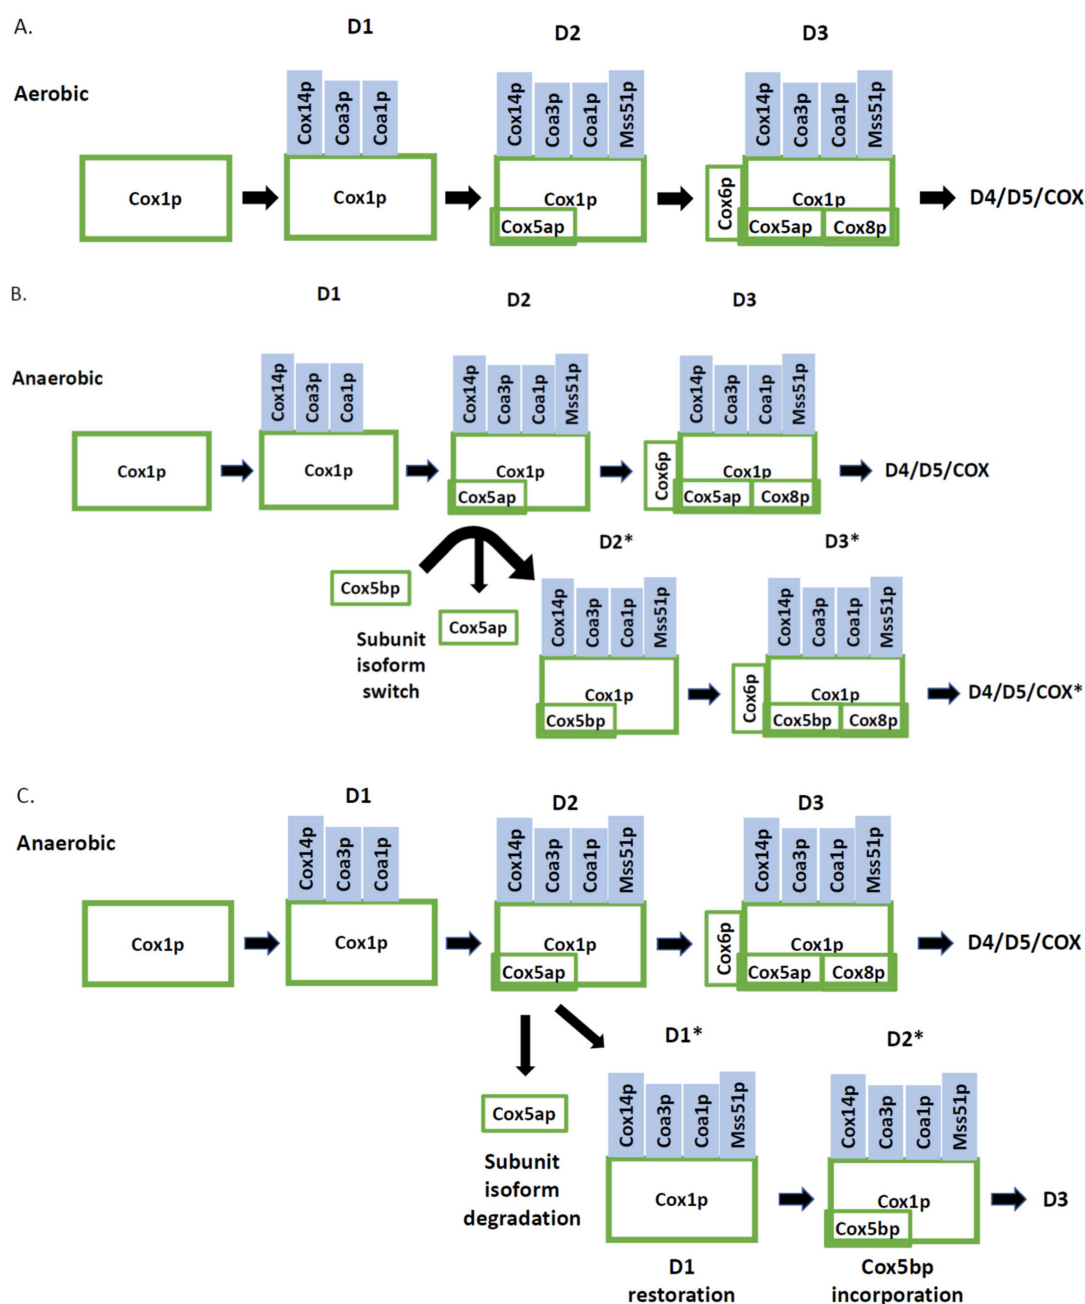 A.
D1
D2
D3
Aerobic
Cox1p
Cox14p
Coa3p
Coa1p
Cox1p
Cox14p
Coa3p
Coa1p
Mss51p
Cox1p
Cox5ap
Cox14p
Coa3p
Coa1p
Mss51p
Cox6p
Cox1p
Cox5ap
Cox8p
D4/D5/COX
B.
D1
D2
D3
Anaerobic
Cox1p
Cox14p
Coa3p
Coa1p
Cox1p
Cox14p
Coa3p
Coa1p
Mss51p
Cox1p
Cox5ap
Cox14p
Coa3p
Coa1p
Mss51p
Cox6p
Cox1p
Cox5ap
Cox8p
D4/D5/COX
Cox5bp
Subunit
isoform
switch
Cox5ap
D2*
Cox14p
Coa3p
Coa1p
Mss51p
Cox1p
Cox5bp
D3*
Cox14p
Coa3p
Coa1p
Mss51p
Cox6p
Cox1p
Cox5bp
Cox8p
D4/D5/COX*
C.
D1
D2
D3
Anaerobic
Cox1p
Cox14p
Coa3p
Coa1p
Cox1p
Cox14p
Coa3p
Coa1p
Mss51p
Cox1p
Cox5ap
Cox14p
Coa3p
Coa1p
Mss51p
Cox6p
Cox1p
Cox5ap
Cox8p
D4/D5/COX
Cox5ap
Subunit
isoform
degradation
D1*
Cox14p
Coa3p
Coa1p
Mss51p
Cox1p
D1
restoration
D2*
Cox14p
Coa3p
Coa1p
Mss51p
Cox1p
Cox5bp
Cox5bp
incorporation
D3